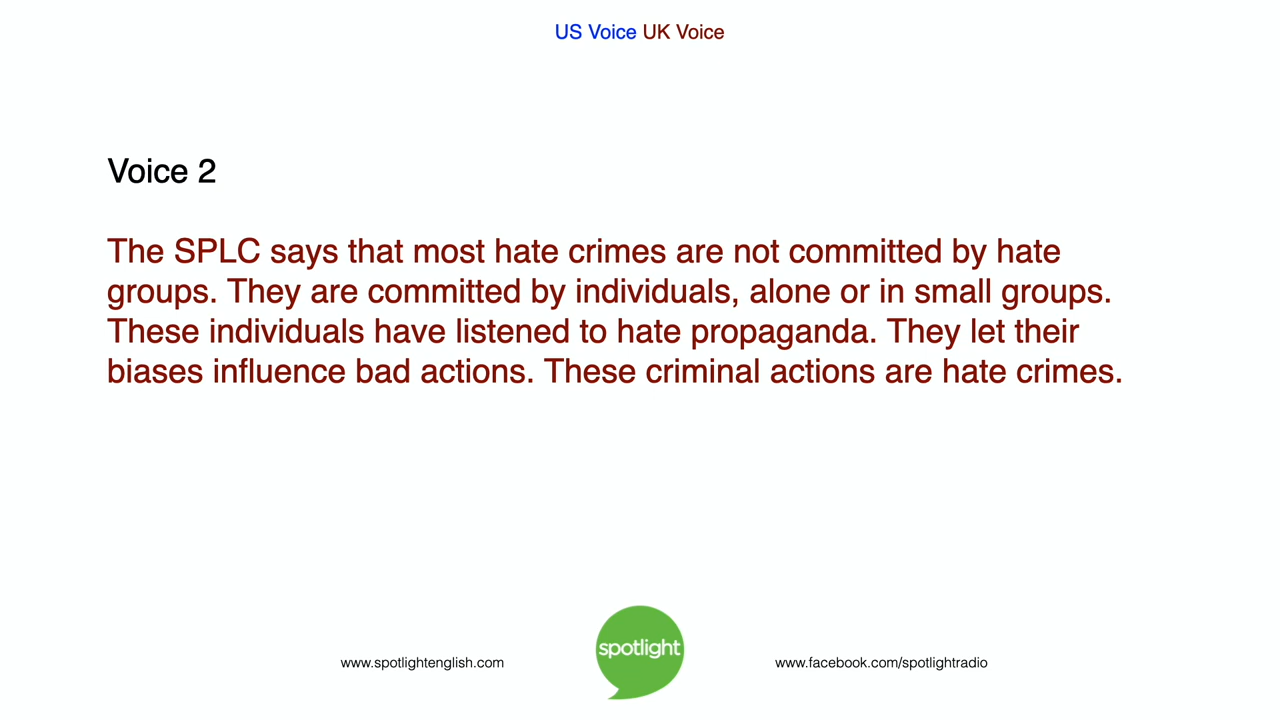 US Voice UK Voice
Voice 2
The SPLC says that most hate crimes are not committed by hate
groups. They are committed by individuals, alone or in small groups.
These individuals have listened to hate propaganda. They let their
biases influence bad actions. These criminal actions are hate crimes.
www.spotlightenglish.com
spotlight
www.facebook.com/spotlightradio